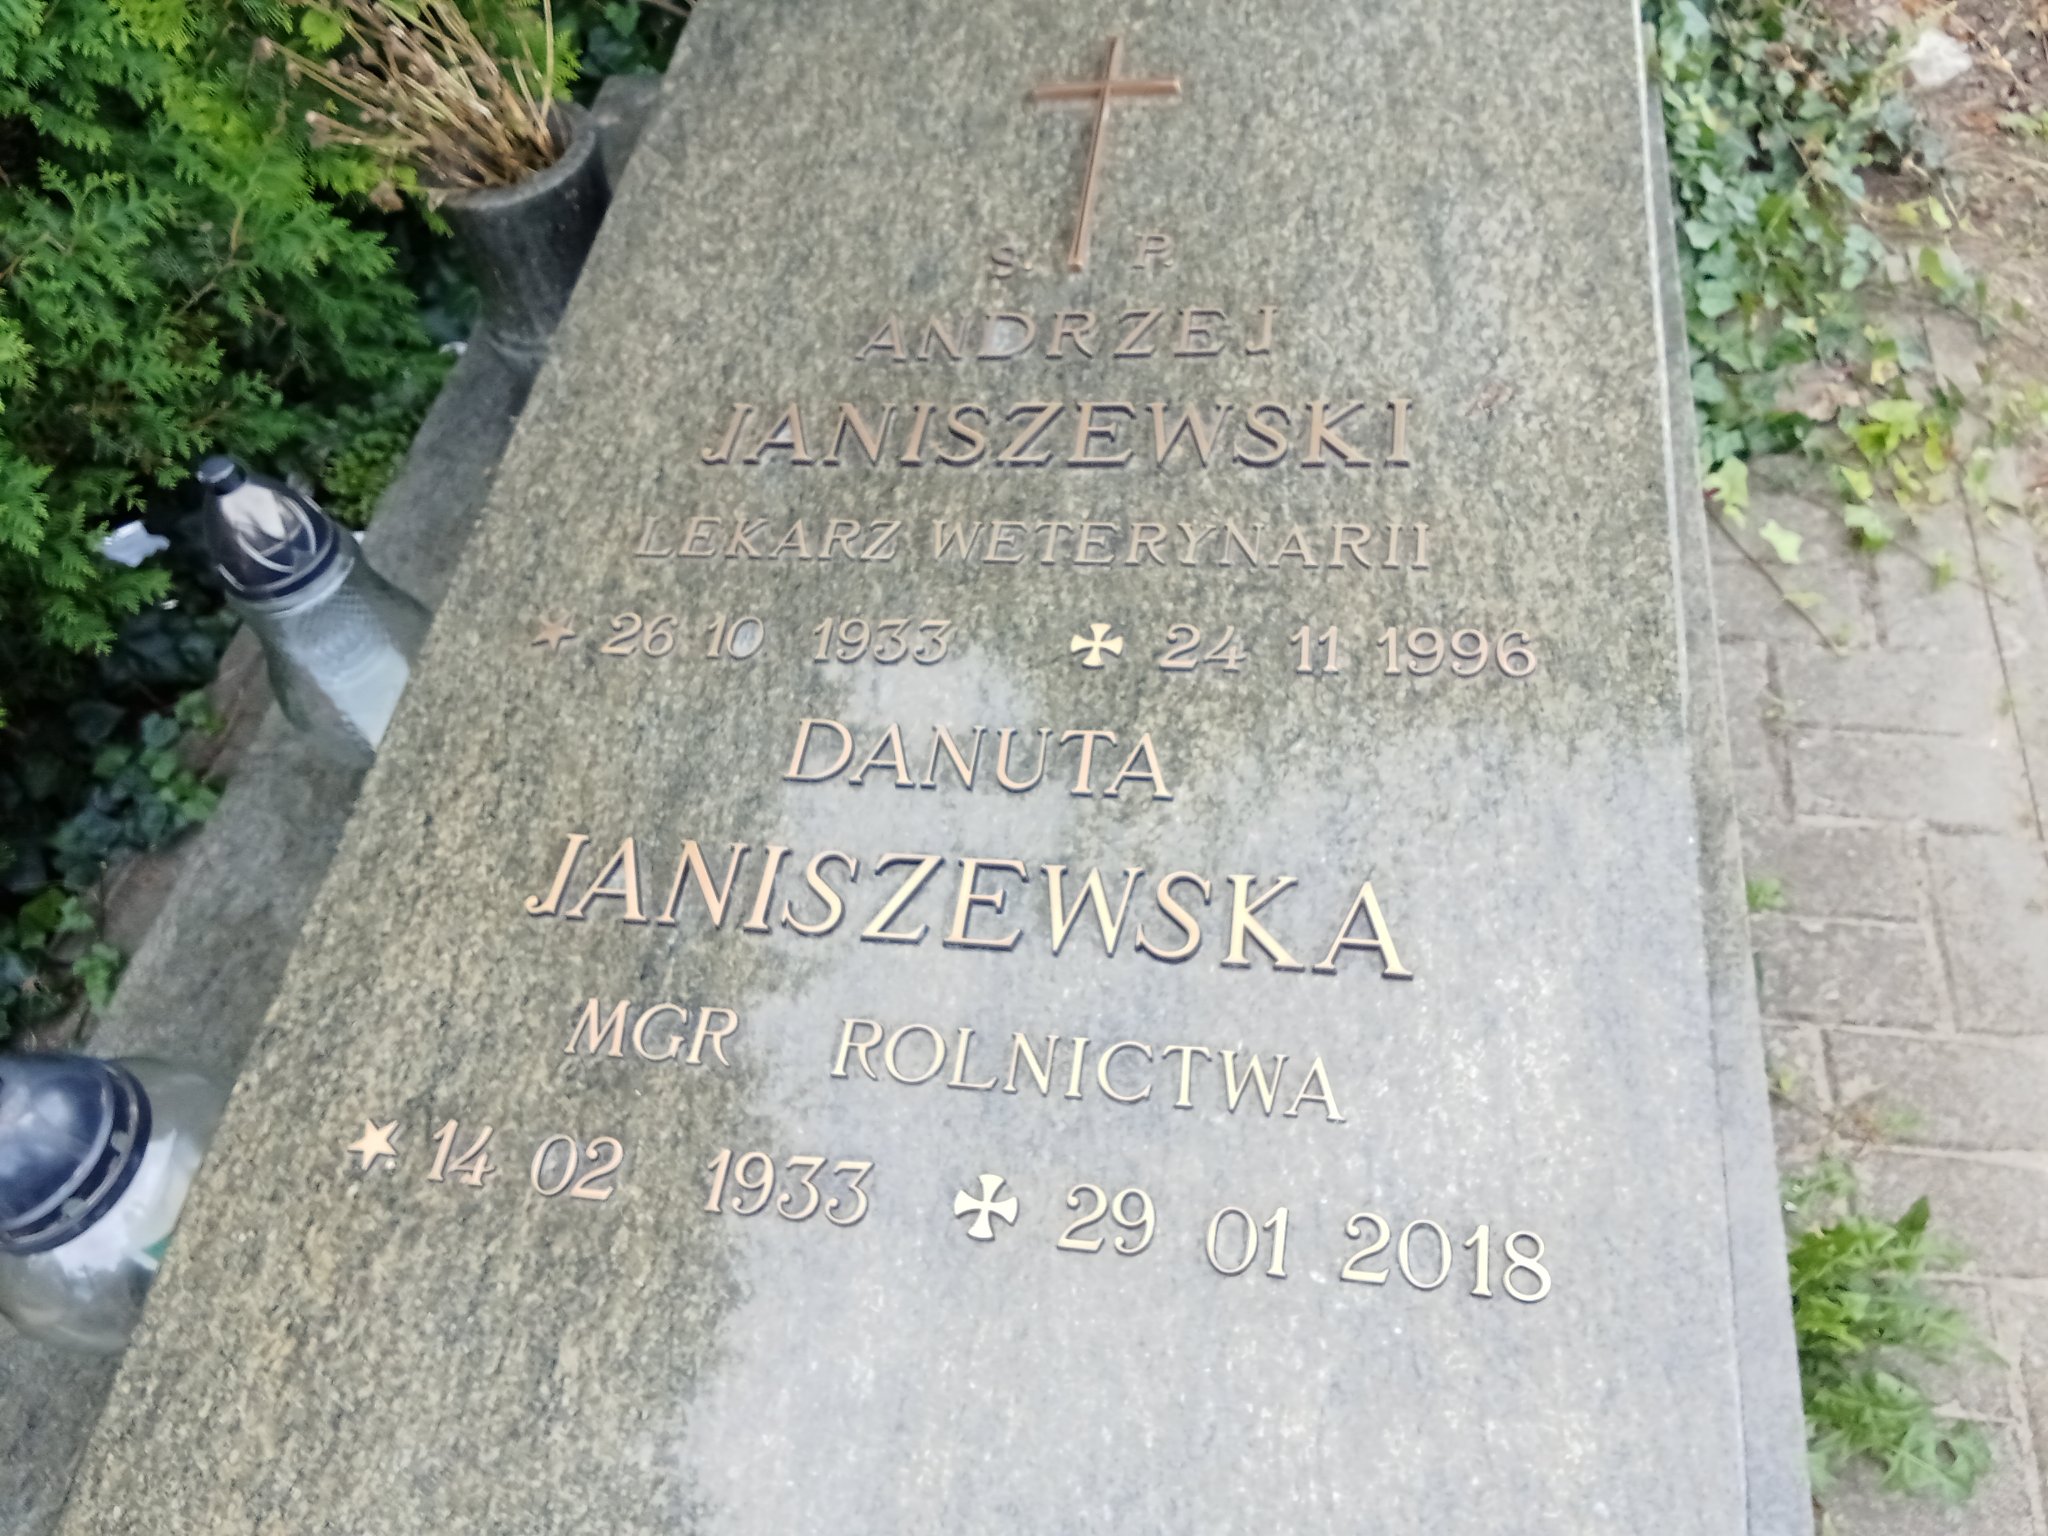 Ś. P.
ANDRZEJ
JANISZEWSKI
LEKARZ WETERYNARII
26 10 1933 24 11 1996
DANUTA
JANISZEWSKA
MGR ROLNICTWA
14 02 1933 29 01 2018